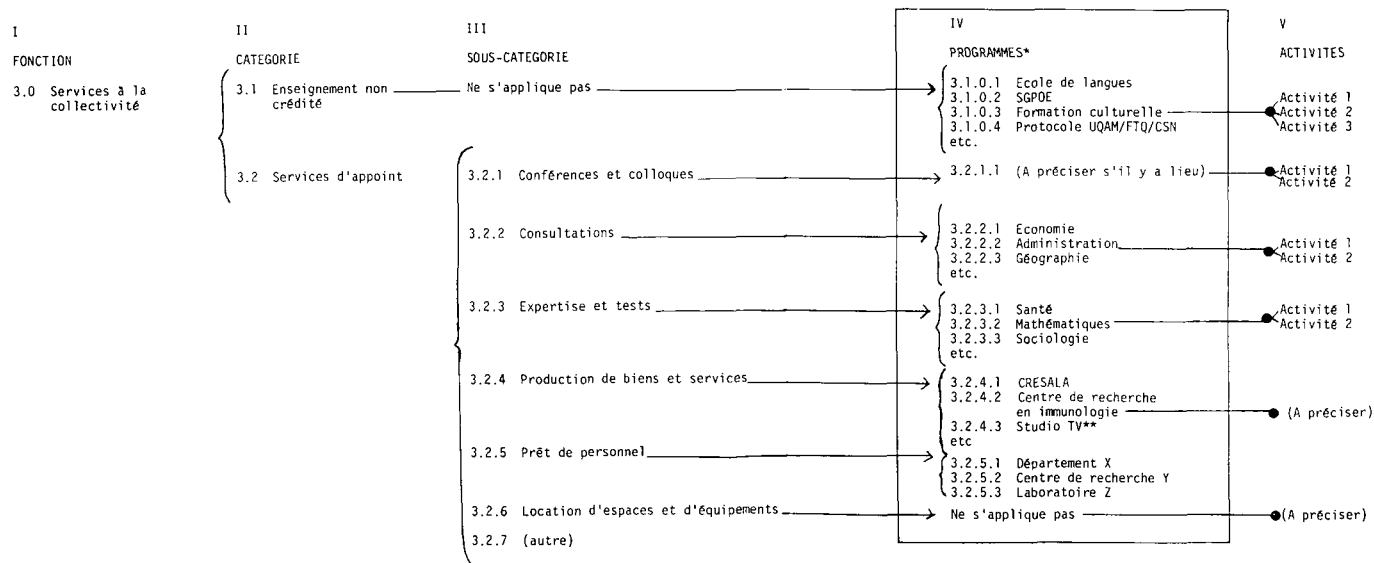 I II III IV V
FONCTION CATEGORIE SOUS-CATEGORIE PROGRAMMES* ACTIVITES
3.0 Services à la collectivité
3.1 Enseignement non crédité
Ne s'applique pas
3.1.0.1 Ecole de langues
3.1.0.2 SGPOE
3.1.0.3 Formation culturelle
3.1.0.4 Protocole UQAM/FTQ/CSN
etc.
Activité 1
Activité 2
Activité 3
3.2 Services d'appoint
3.2.1 Conférences et colloques
3.2.1.1 (A préciser s'il y a lieu)
Activité 1
Activité 2
3.2.2 Consultations
3.2.2.1 Economie
3.2.2.2 Administration
3.2.2.3 Géographie
etc.
Activité 1
Activité 2
3.2.3 Expertise et tests
3.2.3.1 Santé
3.2.3.2 Mathématiques
3.2.3.3 Sociologie
etc.
Activité 1
Activité 2
3.2.4 Production de biens et services
3.2.4.1 CRESALA
3.2.4.2 Centre de recherche
en immunologie
3.2.4.3 Studio TV**
etc
(A préciser)
3.2.5 Prêt de personnel
3.2.5.1 Département X
3.2.5.2 Centre de recherche Y
3.2.5.3 Laboratoire Z
3.2.6 Location d'espaces et d'équipements
Ne s'applique pas
(A préciser)
3.2.7 (autre)